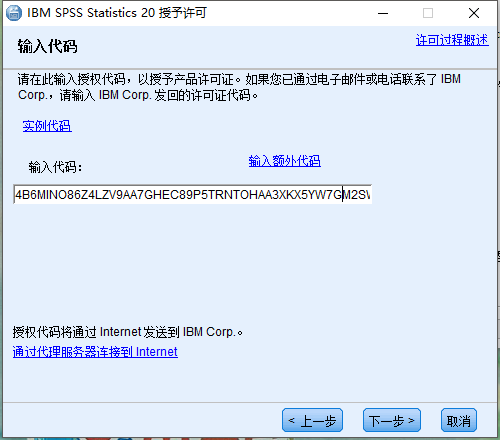 IBM SPSS Statistics 20 授予许可
输入代码
许可过程概述
请在此输入授权代码，以授予产品许可证。如果您已通过电子邮件或电话联系了 IBM
Corp.，请输入 IBM Corp. 发回的许可证代码。
实例代码
输入代码：
输入额外代码
4B6MINO86Z4LZV9AA7GHEC89P5TRNTOHAA3XKX5YW7GM2SW
授权代码将通过 Internet 发送到 IBM Corp.。
通过代理服务器连接到 Internet
< 上一步
下一步 >
取消